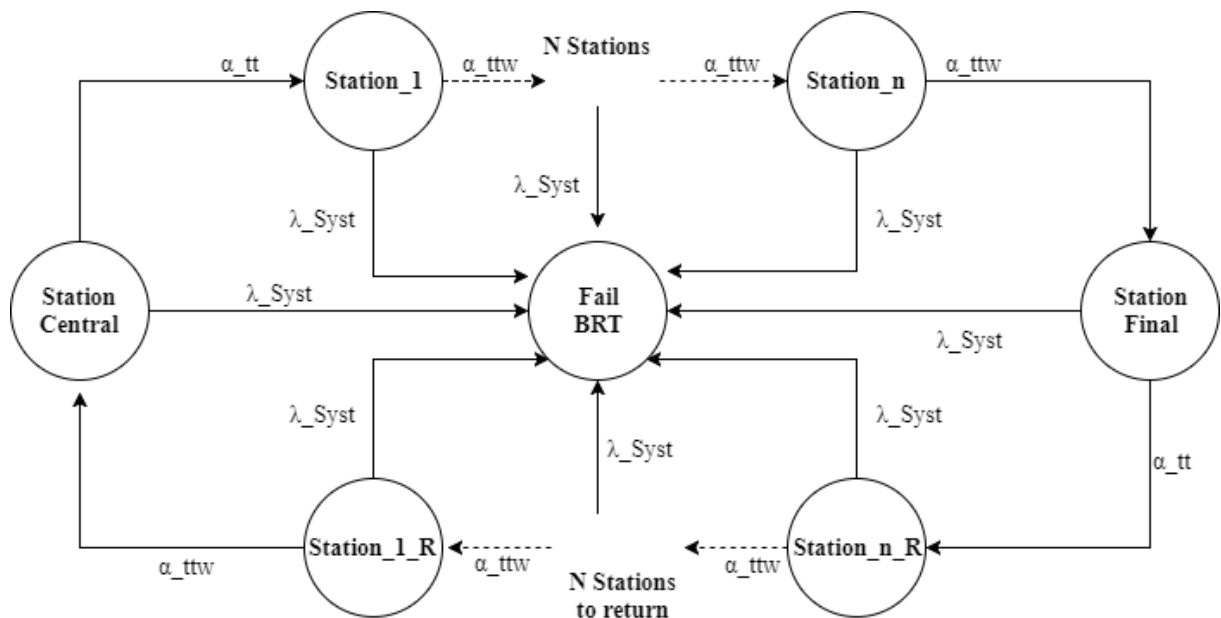 N Stations
α_tt
Station_1
α_ttw
α_ttw
Station_n
α_ttw
λ_Syst
λ_Syst
λ_Syst
Station
Central
λ_Syst
Fail
BRT
Station
Final
λ_Syst
λ_Syst
λ_Syst
λ_Syst
α_tt
α_ttw
Station_1_R
α_ttw
α_ttw
Station_n_R
N Stations
to return